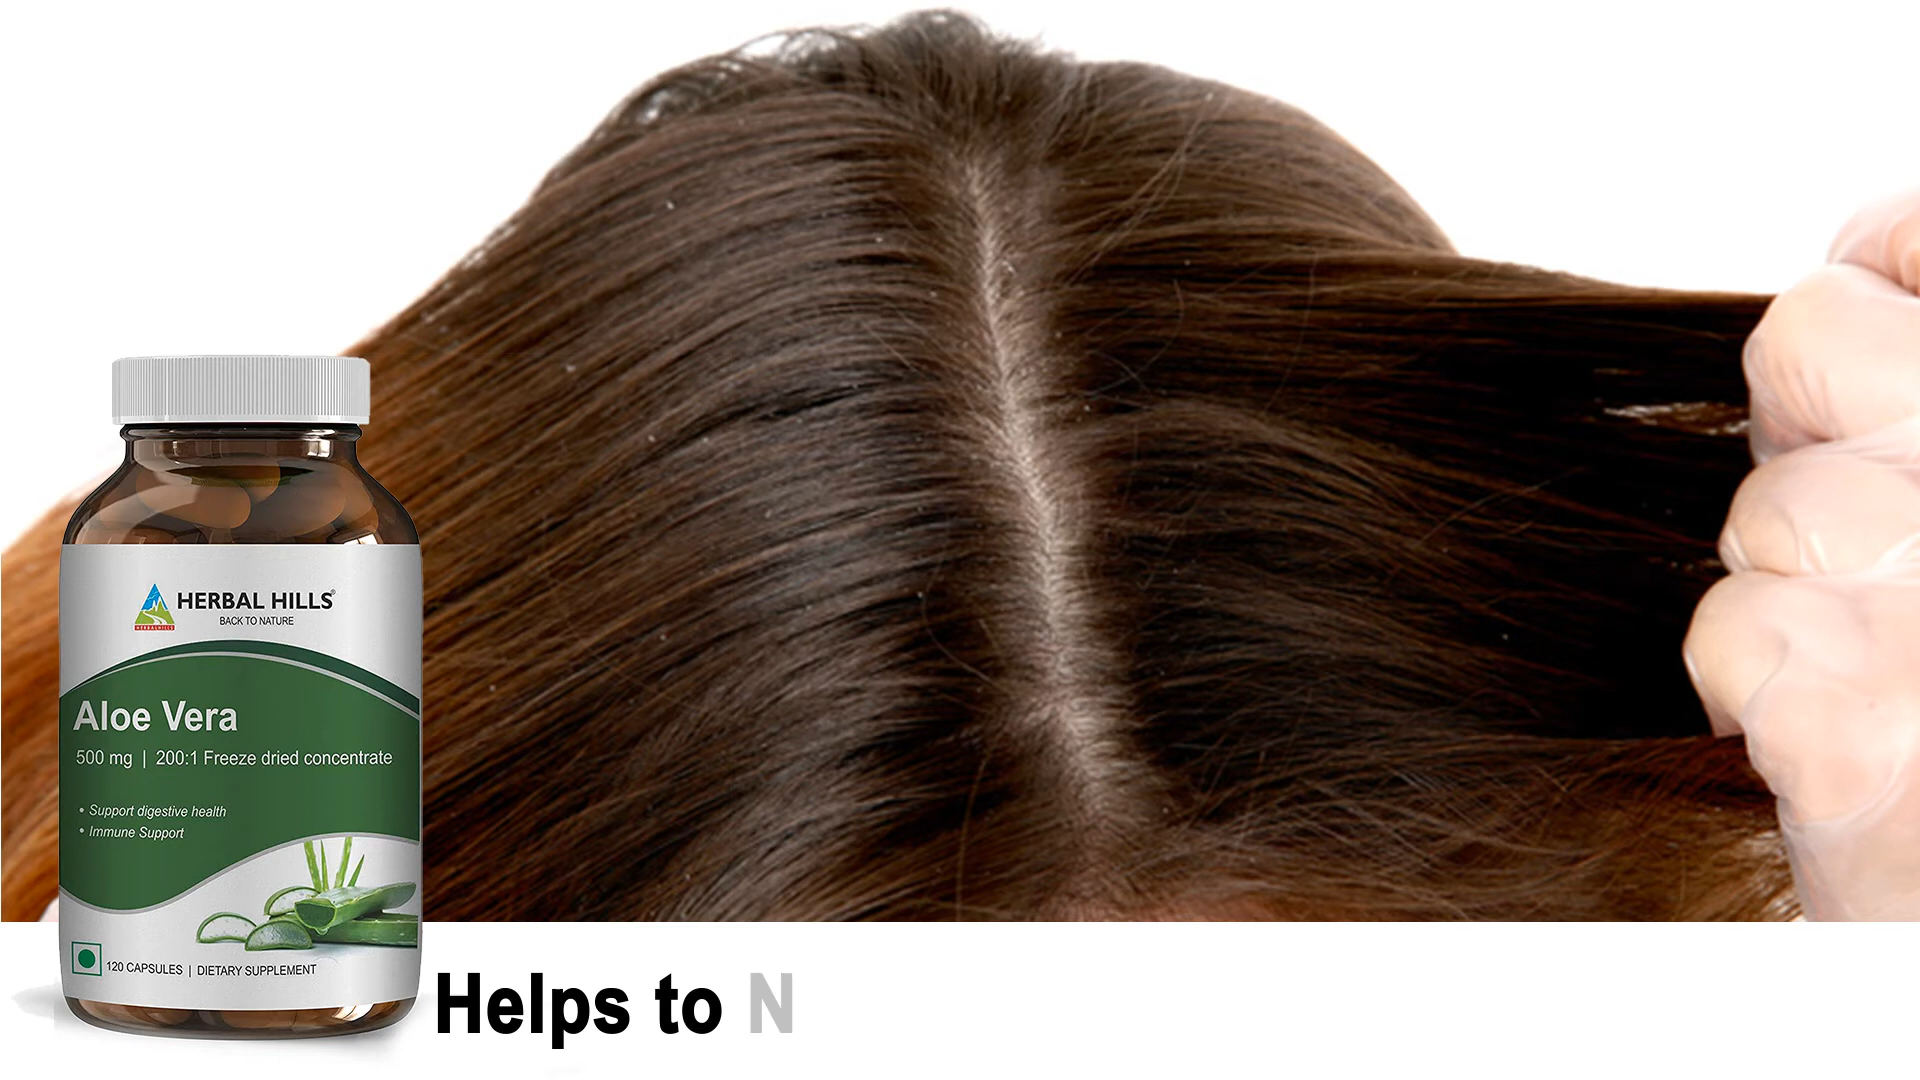 HERBAL HILLS®
BACK TO NATURE
HERBALHILLS
Aloe Vera
500 mg | 200:1 Freeze dried concentrate
• Support digestive health
• Immune Support
120 CAPSULES | DIETARY SUPPLEMENT
Helps to N